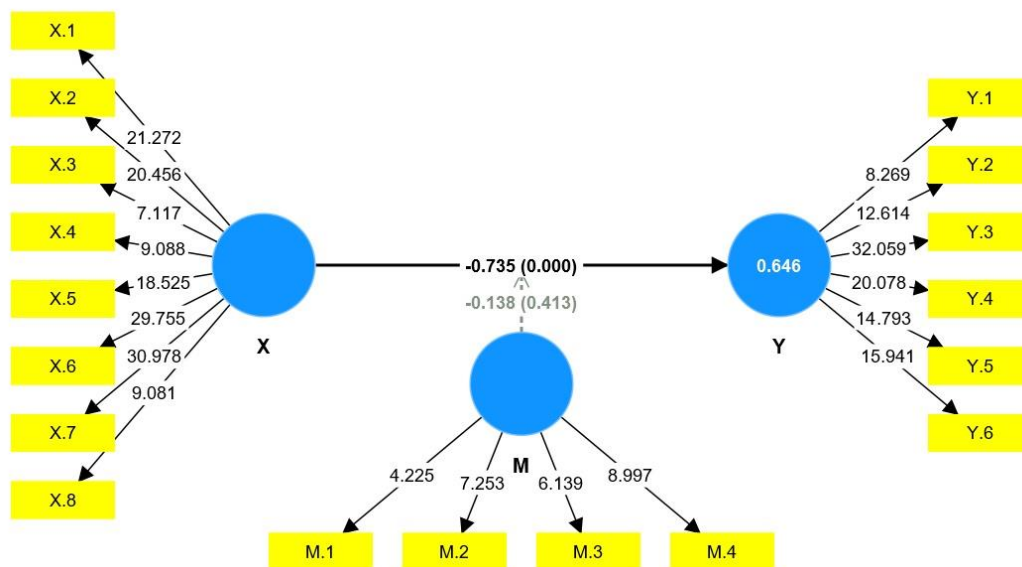 X.1
X.2
X.3
X.4
X.5
X.6
X.7
X.8
21.272
20.456
7.117
9.088
18.525
29.755
30.978
9.081
X
-0.735 (0.000)
-0.138 (0.413)
M
4.225
7.253
6.139
8.997
M.1
M.2
M.3
M.4
0.646
Y
8.269
12.614
32.059
20.078
14.793
15.941
Y.1
Y.2
Y.3
Y.4
Y.5
Y.6